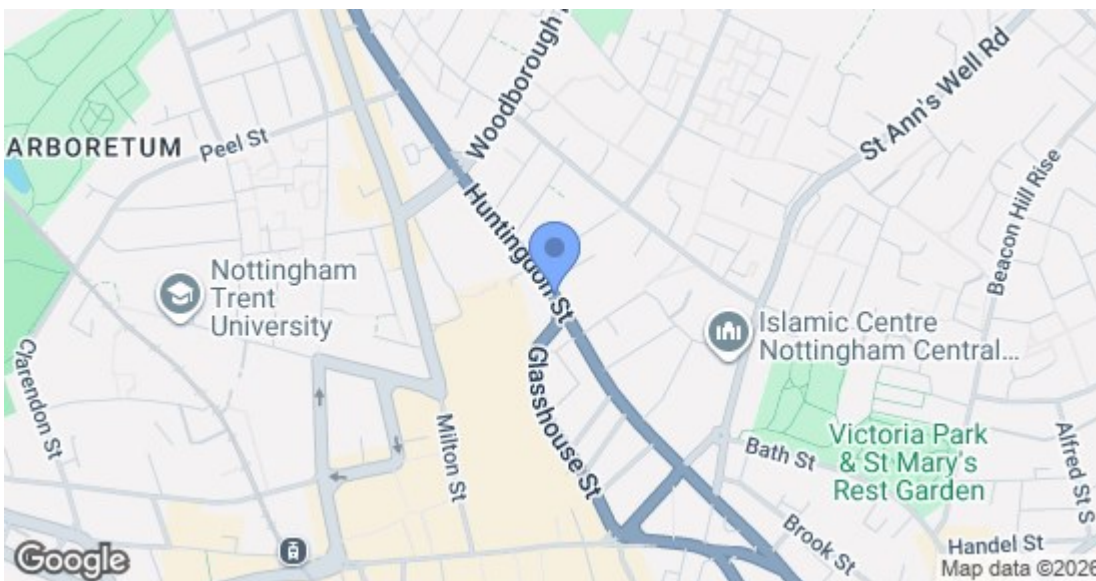 Woodborough
St Ann's Well Rd
ARBORETUM
Peel St
Beacon Hill Rise
Huntingdon St
Nottingham
Trent
University
Islamic Centre
Nottingham Central...
Clarendon St
Glasshouse St
Milton St
Victoria Park
& St Mary's
Rest Garden
Bath St
Alfred St S
Brook St
Handel St
Google
Map data ©2026